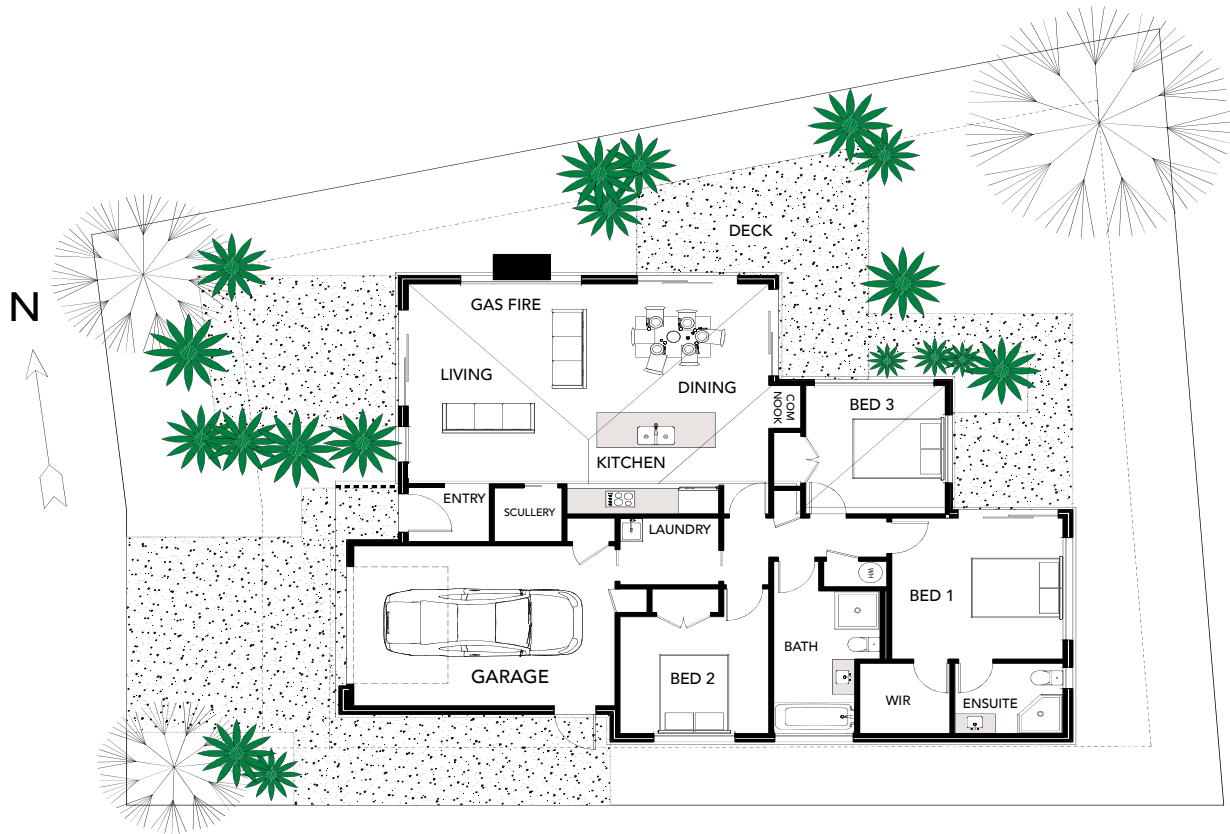 DECK
N
GAS FIRE
LIVING
DINING
COM
NOOK
BED 3
KITCHEN
ENTRY
SCULLERY
LAUNDRY
WH
BED 1
BATH
GARAGE
BED 2
WIR
ENSUITE